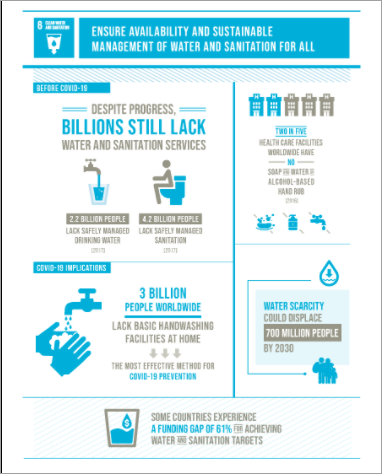 6 CLEAN WATER
AND SANITATION
ENSURE AVAILABILITY AND SUSTAINABLE
MANAGEMENT OF WATER AND SANITATION FOR ALL
BEFORE COVID-19
DESPITE PROGRESS,
BILLIONS STILL LACK
WATER AND SANITATION SERVICES
2.2 BILLION PEOPLE
LACK SAFELY MANAGED
DRINKING WATER
(2017)
4.2 BILLION PEOPLE
LACK SAFELY MANAGED
SANITATION
(2017)
TWO IN FIVE
HEALTH CARE FACILITIES
WORLDWIDE HAVE
NO
SOAP AND WATER OR
ALCOHOL-BASED
HAND RUB
(2016)
COVID-19 IMPLICATIONS
3 BILLION
PEOPLE WORLDWIDE
LACK BASIC HANDWASHING
FACILITIES AT HOME
THE MOST EFFECTIVE METHOD FOR
COVID-19 PREVENTION
WATER SCARCITY
COULD DISPLACE
700 MILLION PEOPLE
BY 2030
$
SOME COUNTRIES EXPERIENCE
A FUNDING GAP OF 61% FOR ACHIEVING
WATER AND SANITATION TARGETS